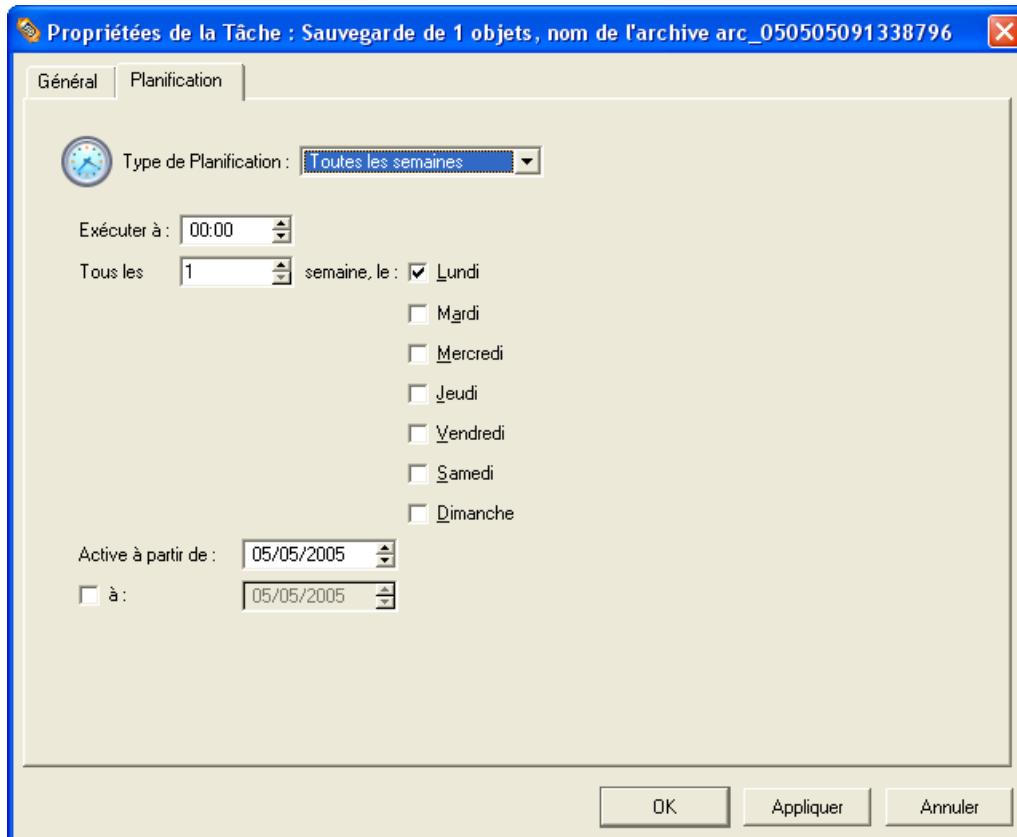 Propriétées de la Tâche : Sauvegarde de 1 objets, nom de l'archive arc_050505091338796
Général Planification
Type de Planification : Toutes les semaines
Exécuter à : 00:00
Tous les 1 semaine, le : Lundi
Mardi
Mercredi
Jeudi
Vendredi
Samedi
Dimanche
Active à partir de : 05/05/2005
à : 05/05/2005
OK Appliquer Annuler